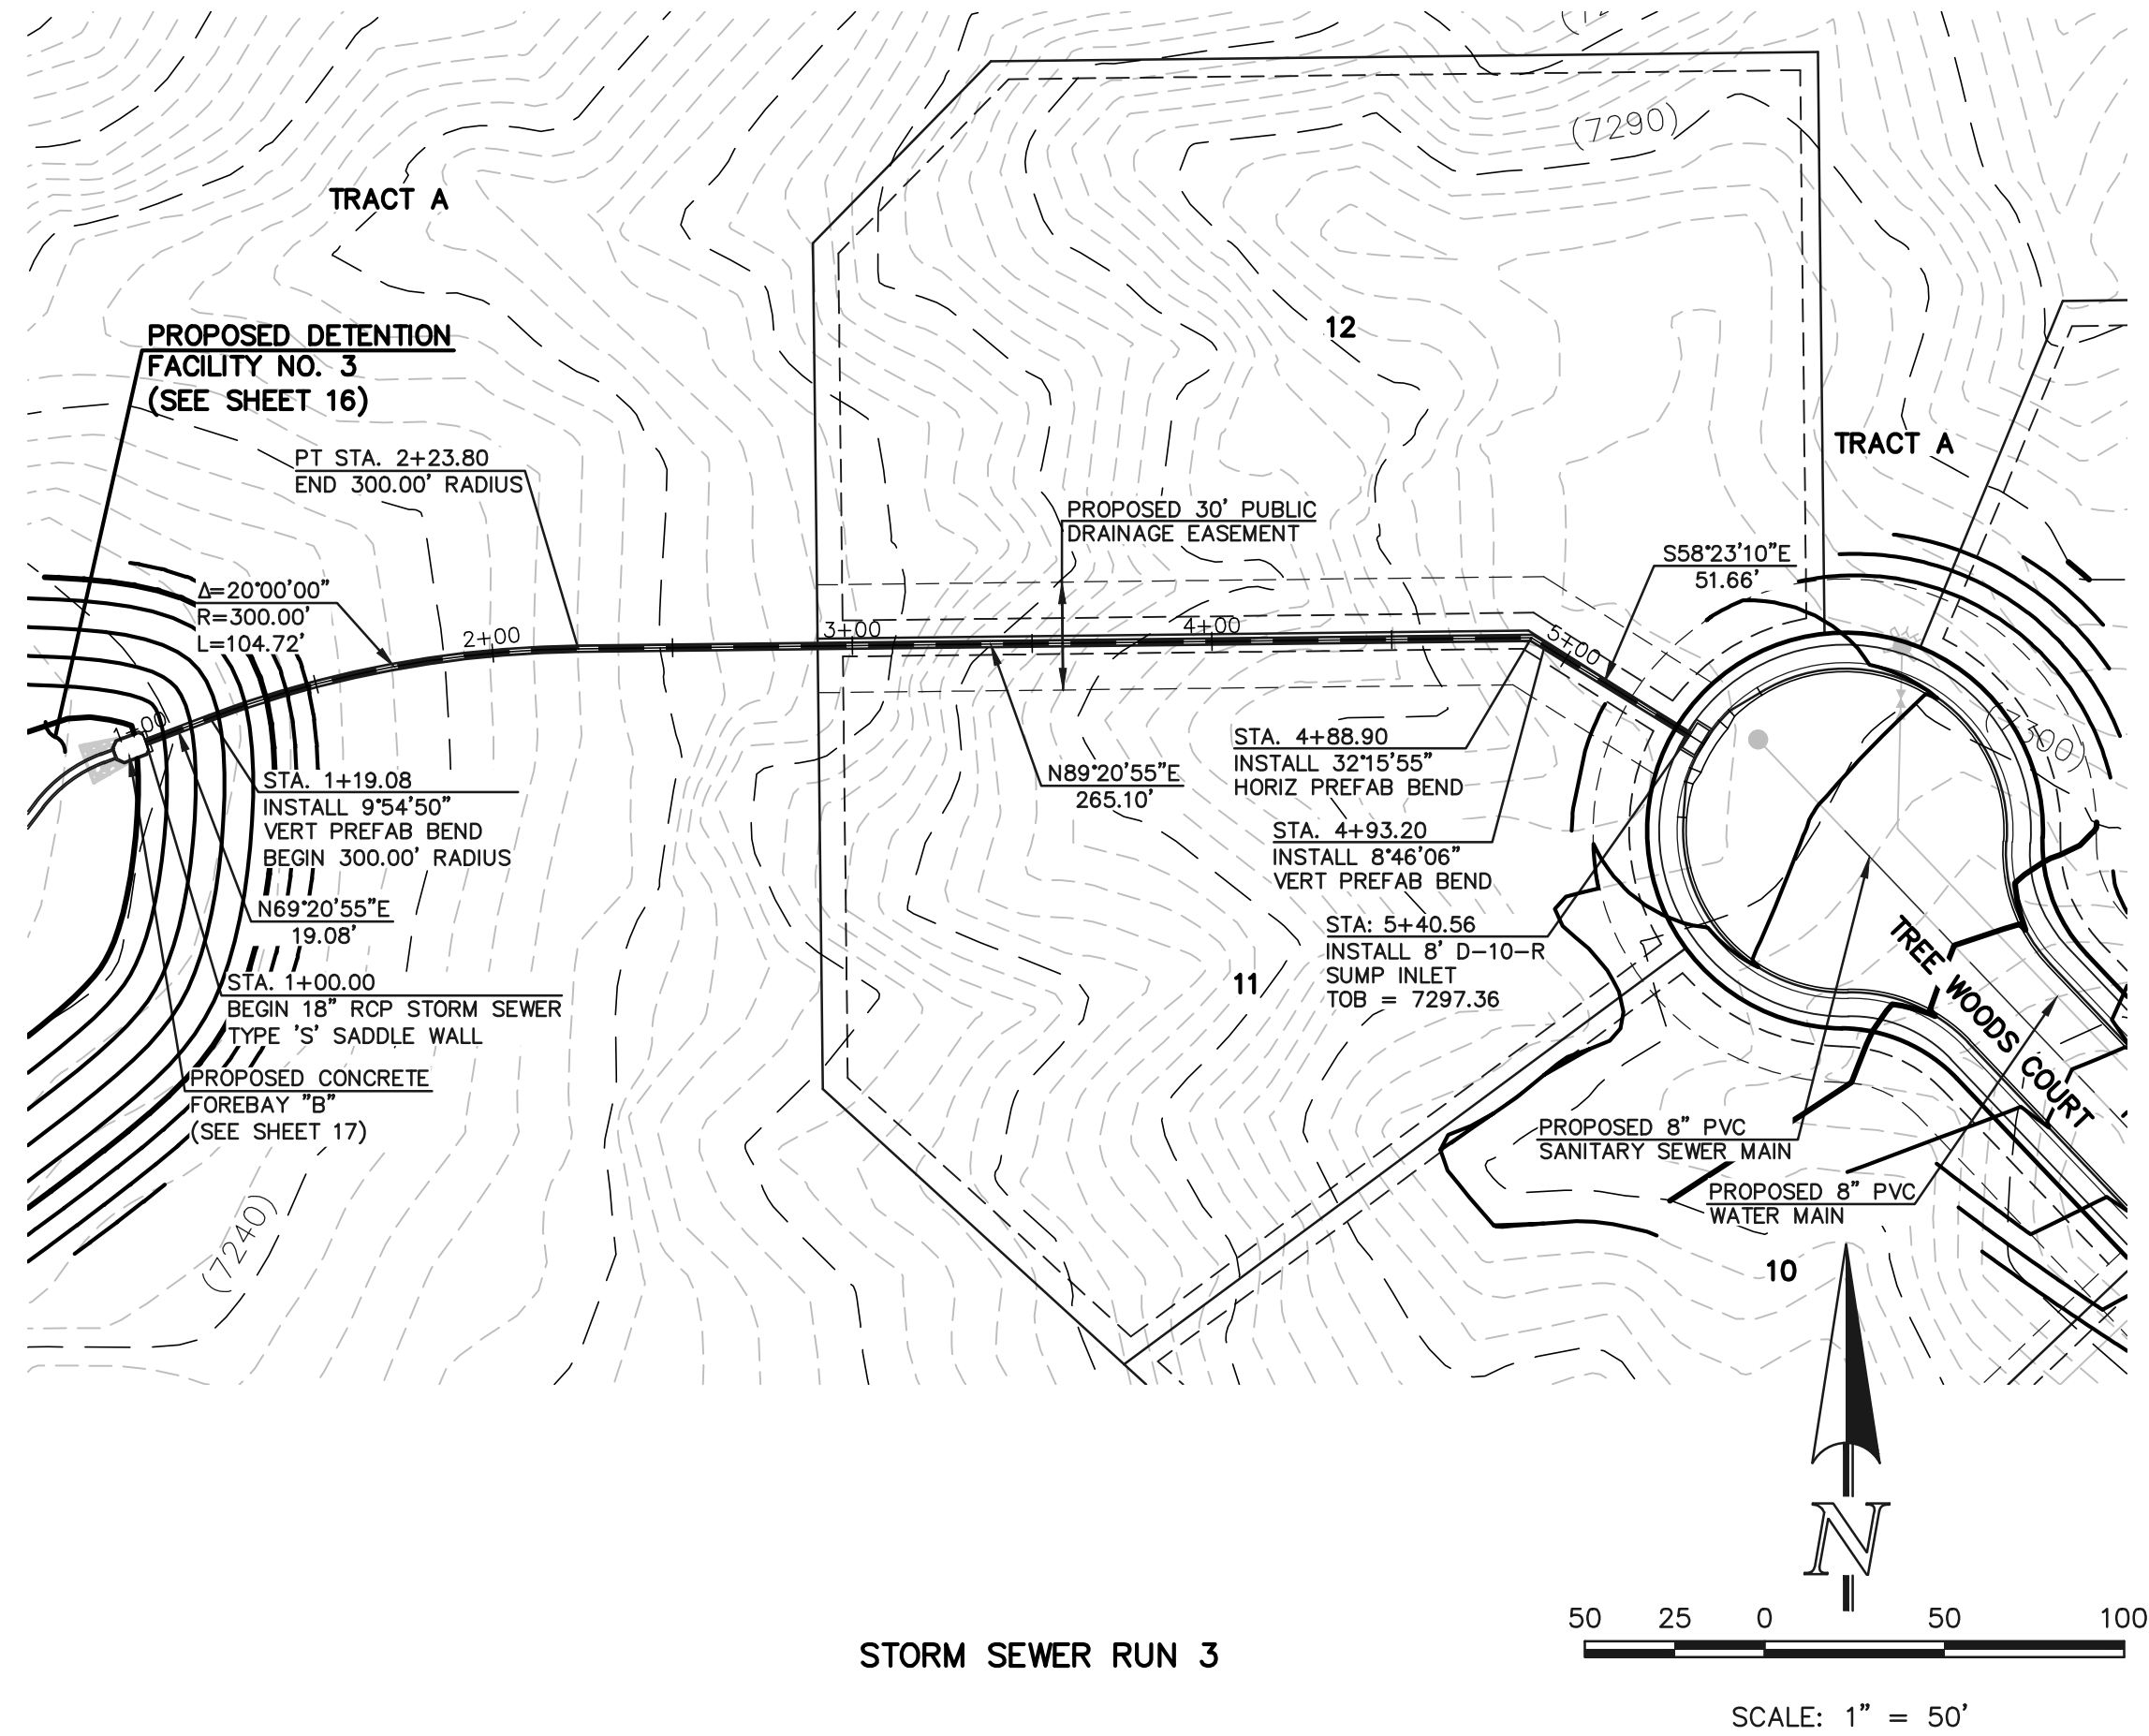 (7290)
TRACT A
12
PROPOSED DETENTION
FACILITY NO. 3
(SEE SHEET 16)
TRACT A
PT STA. 2+23.80
END 300.00' RADIUS
PROPOSED 30' PUBLIC
DRAINAGE EASEMENT
S58°23'10"E
51.66'
Δ=20°00'00"
R=300.00'
L=104.72'
1+00
2+00
3+00
4+00
5+00
STA. 1+19.08
INSTALL 9°54'50"
VERT PREFAB BEND
BEGIN 300.00' RADIUS
N69°20'55"E
19.08'
STA. 1+00.00
BEGIN 18" RCP STORM SEWER
TYPE 'S' SADDLE WALL
PROPOSED CONCRETE
FOREBAY "B"
(SEE SHEET 17)
(7240)
N89°20'55"E
265.10'
STA. 4+88.90
INSTALL 32°15'55"
HORIZ PREFAB BEND
STA. 4+93.20
INSTALL 8°46'06"
VERT PREFAB BEND
STA: 5+40.56
INSTALL 8' D-10-R
SUMP INLET
TOB = 7297.36
11
TREE WOODS COURT
PROPOSED 8" PVC
SANITARY SEWER MAIN
PROPOSED 8" PVC
WATER MAIN
10
N
50 25 0 50 100
STORM SEWER RUN 3
SCALE: 1" = 50'